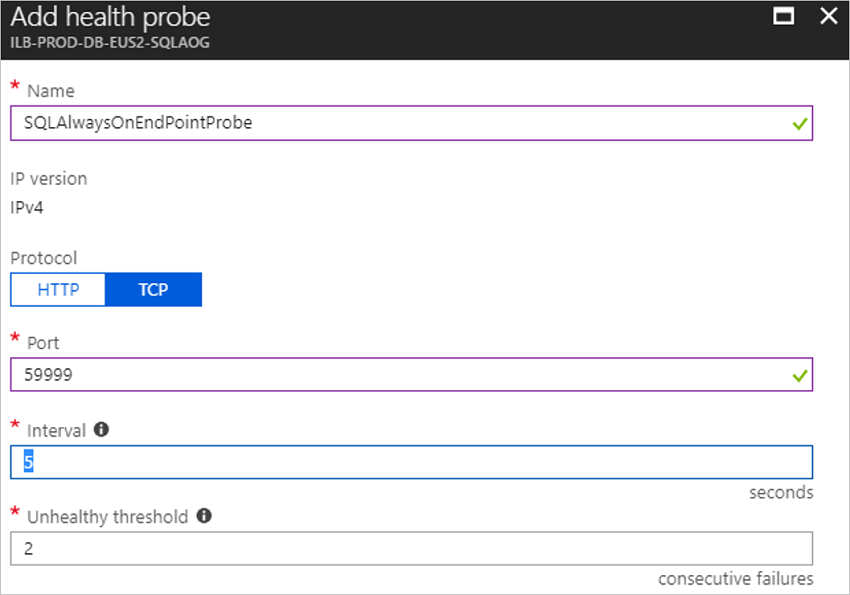 Add health probe
ILB-PROD-DB-EUS2-SQLAOG
* Name
SQLAlwaysOnEndPointProbe
IP version
IPv4
Protocol
HTTP TCP
* Port
59999
* Interval
5
seconds
* Unhealthy threshold
2
consecutive failures